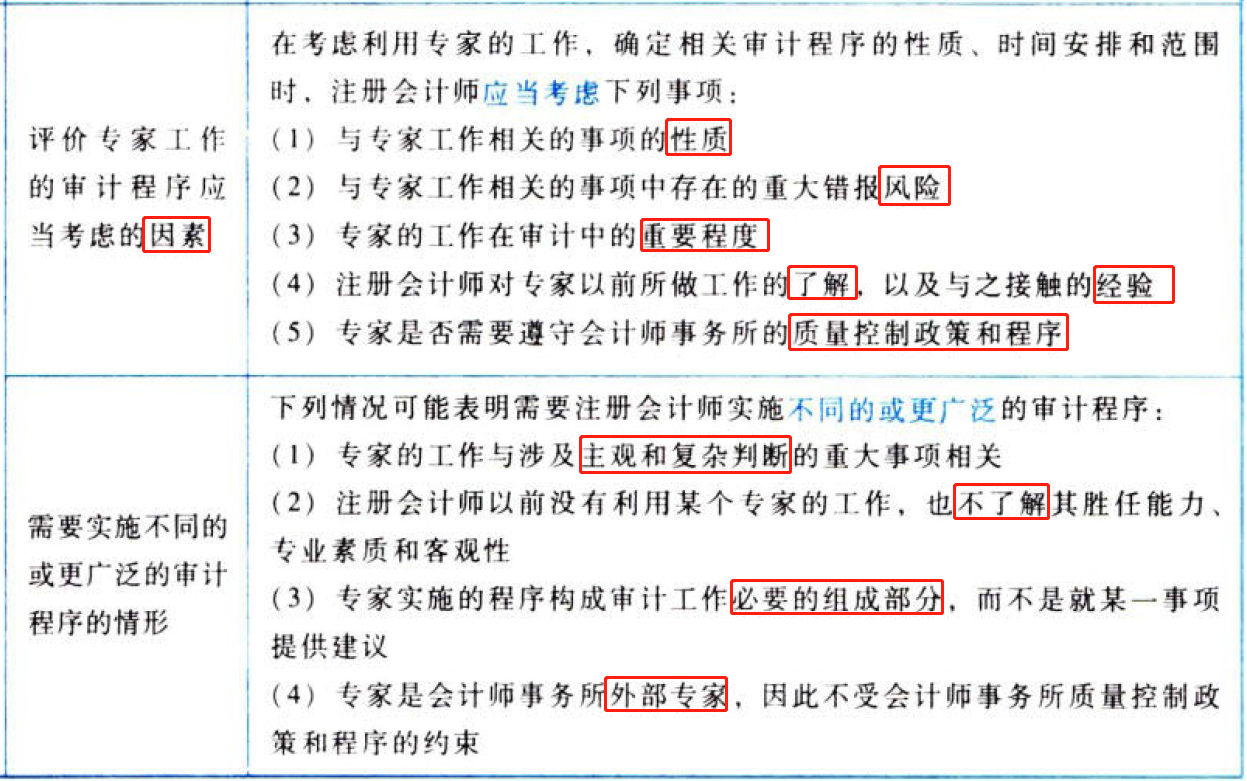 评价专家工作
的审计程序应
当考虑的因素
在考虑利用专家的工作，确定相关审计程序的性质、时间安排和范围
时，注册会计师应当考虑下列事项：
（1）与专家工作相关的事项的性质
（2）与专家工作相关的事项中存在的重大错报风险
（3）专家的工作在审计中的重要程度
（4）注册会计师对专家以前所做工作的了解，以及与之接触的经验
（5）专家是否需要遵守会计师事务所的质量控制政策和程序
需要实施不同的
或更广泛的审计
程序的情形
下列情况可能表明需要注册会计师实施不同的或更广泛的审计程序：
（1）专家的工作与涉及主观和复杂判断的重大事项相关
（2）注册会计师以前没有利用某个专家的工作，也不了解其胜任能力、
专业素质和客观性
（3）专家实施的程序构成审计工作必要的组成部分，而不是就某一事项
提供建议
（4）专家是会计师事务所外部专家，因此不受会计师事务所质量控制政
策和程序的约束